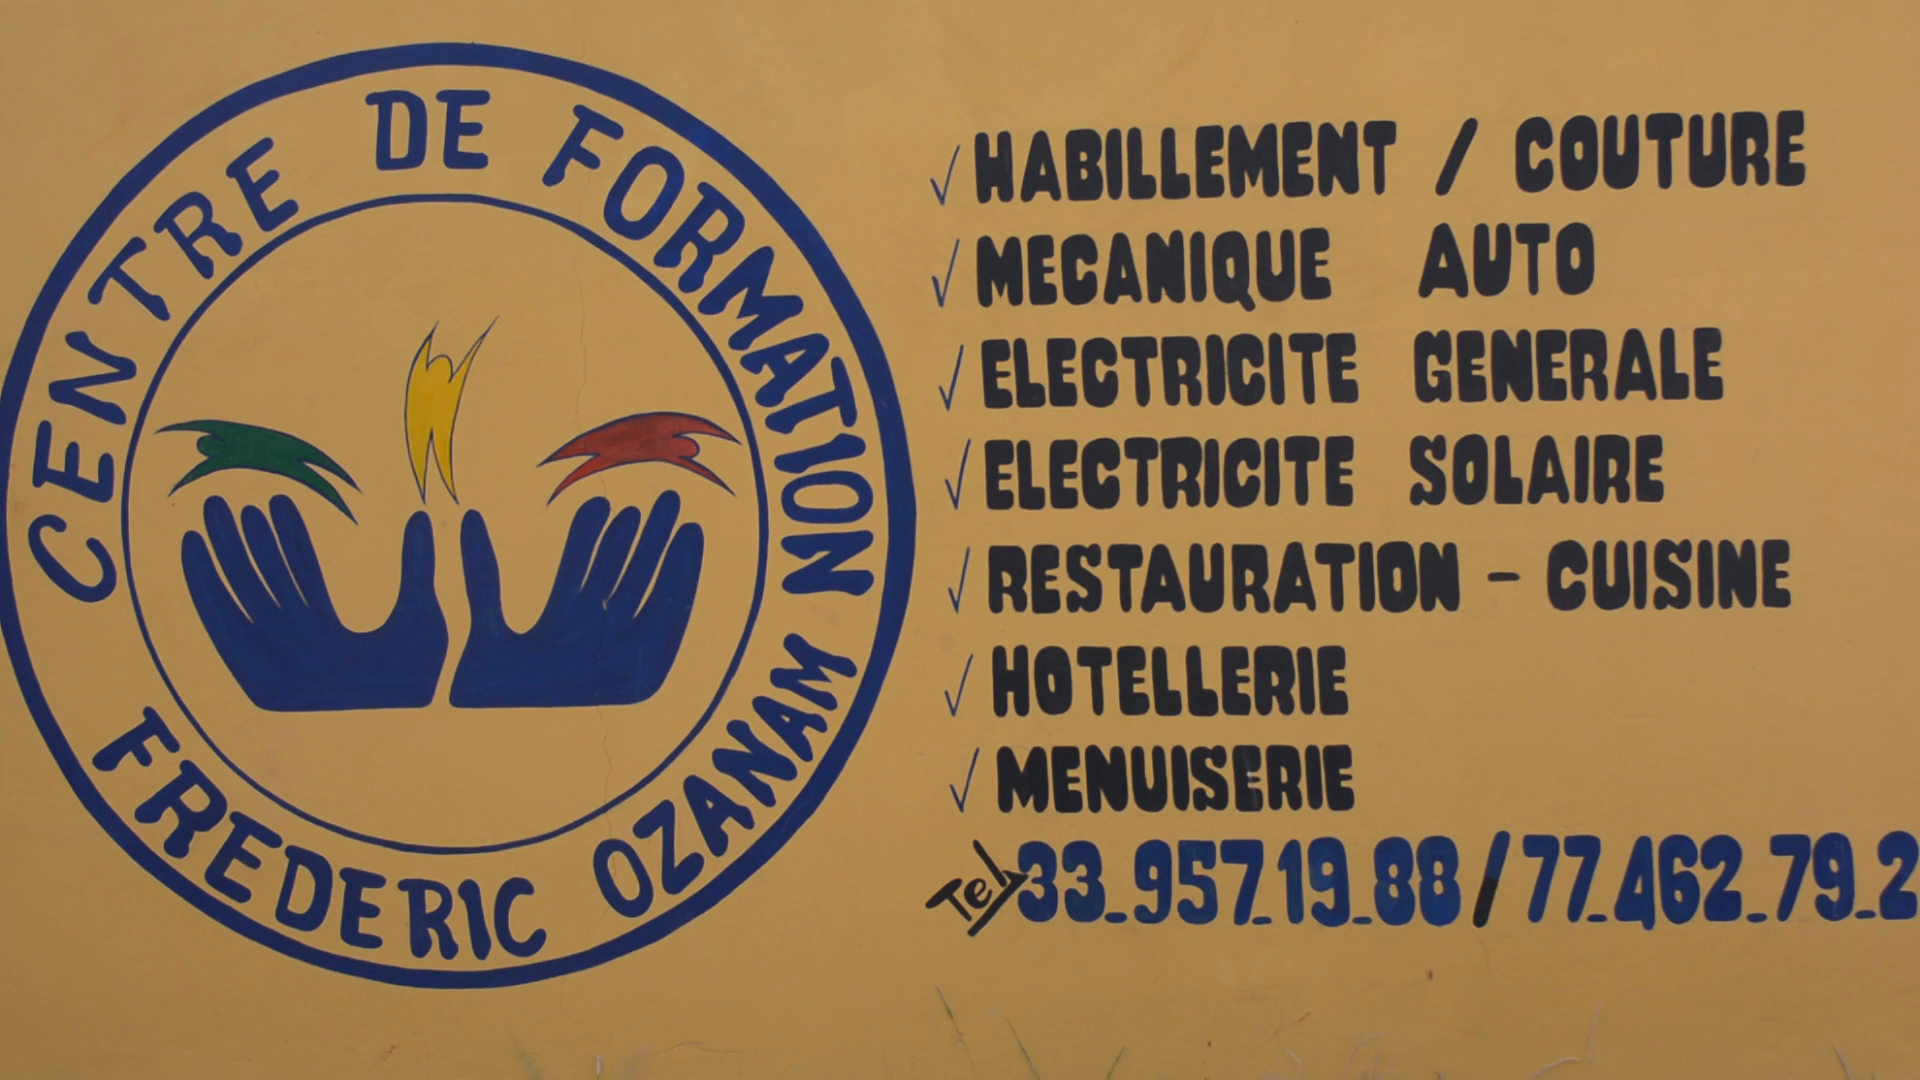 CENTRE DE FORMATION
FREDERIC OZANAM
HABILLEMENT / COUTURE
MECANIQUE AUTO
ELECTRICITE GENERALE
ELECTRICITE SOLAIRE
RESTAURATION - CUISINE
HOTELLERIE
MENUISERIE
Tel 33_957_19_88 / 77_462_79_2